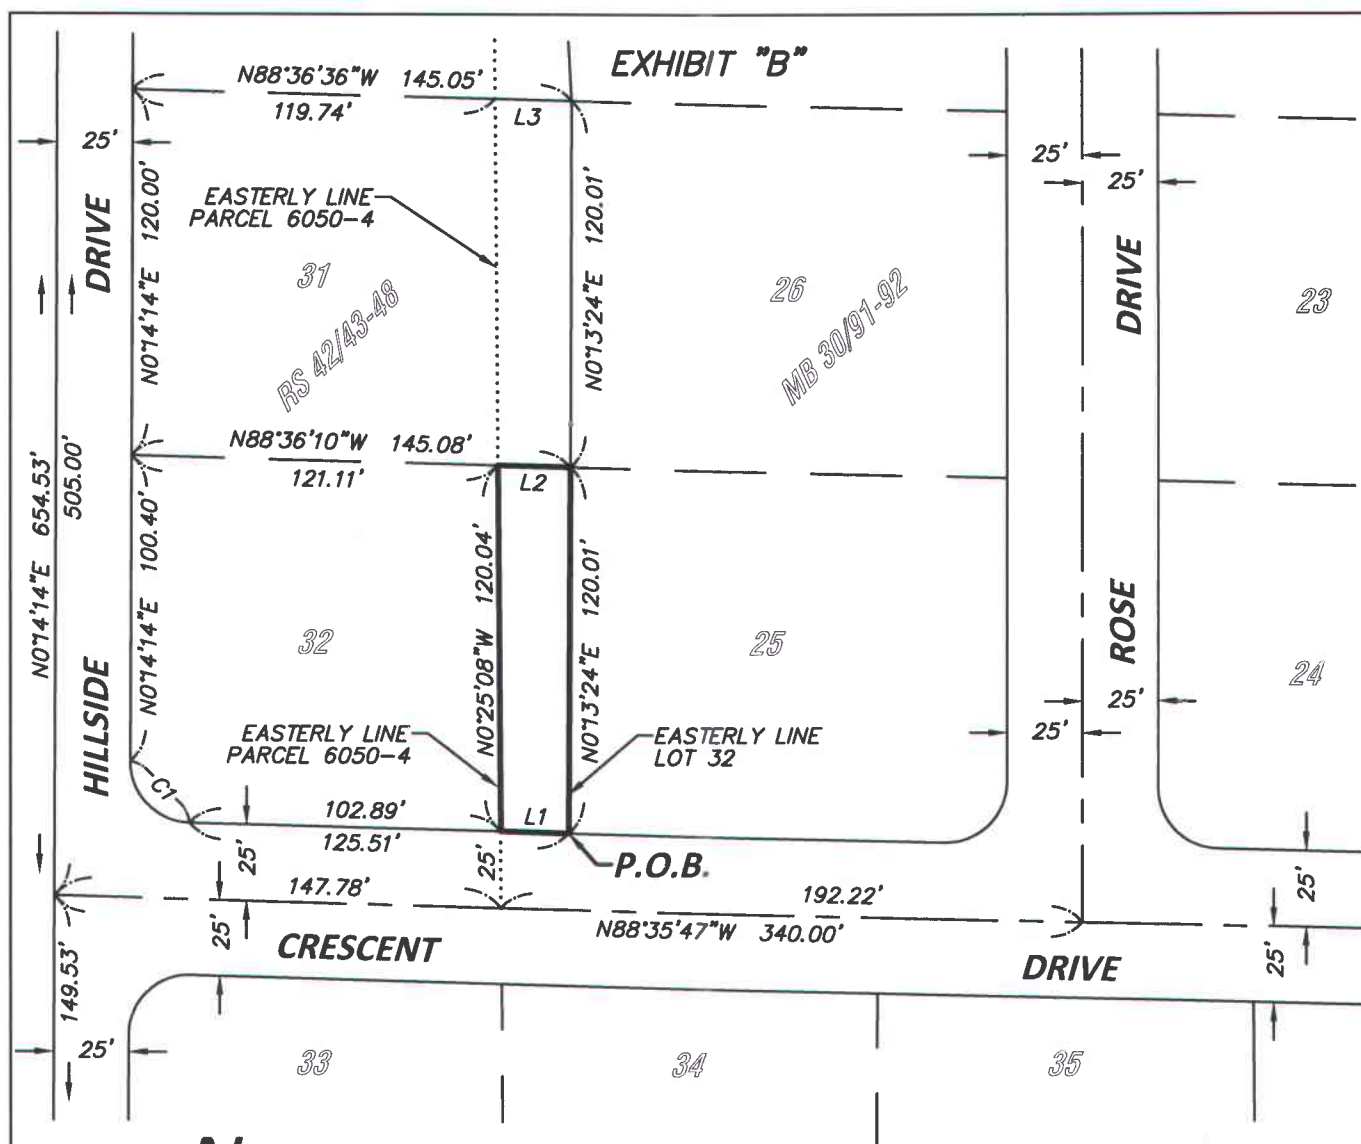 EXHIBIT "B"
N88°36'36"W 145.05'
119.74'
L3
25'
25'
25'
DRIVE
N0°14'14"E 120.00'
EASTERLY LINE
PARCEL 6050-4
N0°13'24"E 120.01'
31
RS 42/43-48
26
MB 30/91-92
DRIVE
23
N88°36'10"W 145.08'
121.11'
L2
N0°14'14"E 654.53'
505.00'
N0°14'14"E 100.40'
HILLSIDE
32
N0°25'08"W 120.04'
N0°13'24"E 120.01'
25
ROSE
24
25'
25'
EASTERLY LINE
PARCEL 6050-4
EASTERLY LINE
LOT 32
C1
102.89'
125.51'
L1
25'
25'
P.O.B.
25'
147.78'
192.22'
N88°35'47"W 340.00'
25'
CRESCENT
DRIVE
25'
149.53'
25'
33
34
35